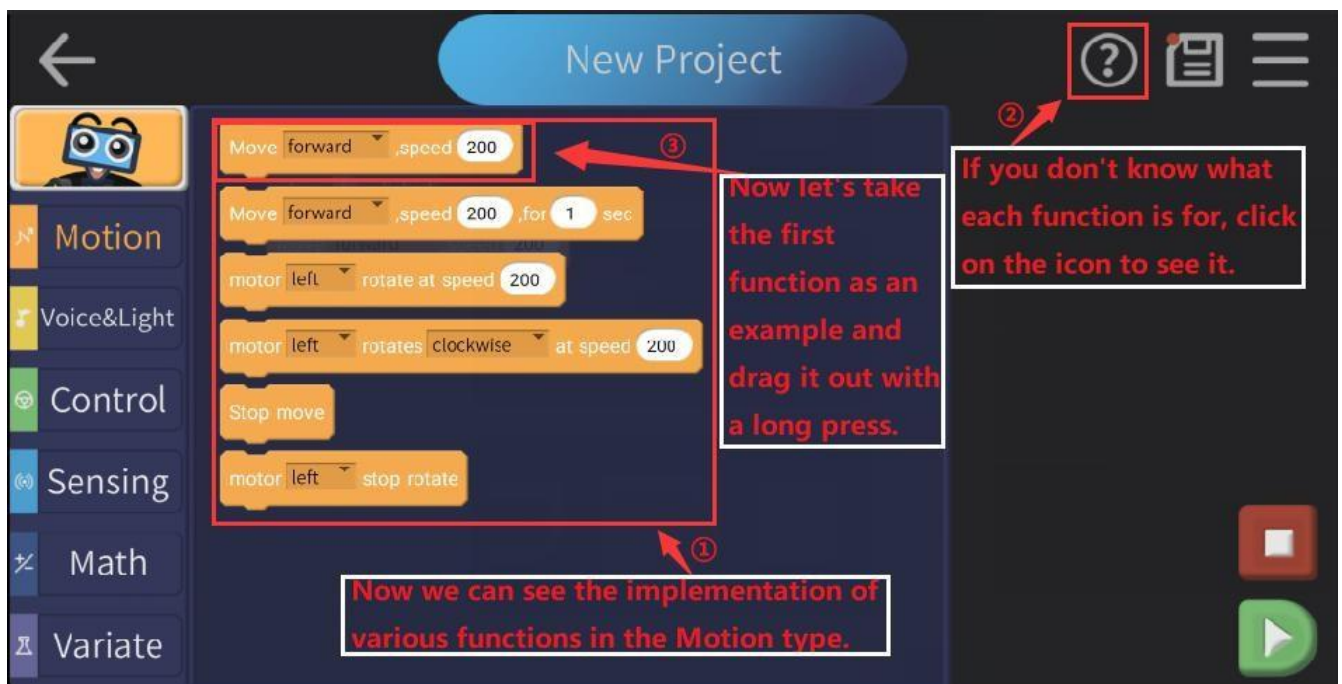 New Project
?
②
If you don't know what
each function is for, click
on the icon to see it.
Move forward ,speed 200
③
Now let's take
the first
function as an
example and
drag it out with
a long press.
Move forward ,speed 200 ,for 1 sec
motor left rotate at speed 200
motor left rotates clockwise at speed 200
Stop move
motor left stop rotate
①
Now we can see the implementation of
various functions in the Motion type.
Motion
Voice&Light
Control
Sensing
Math
Variate